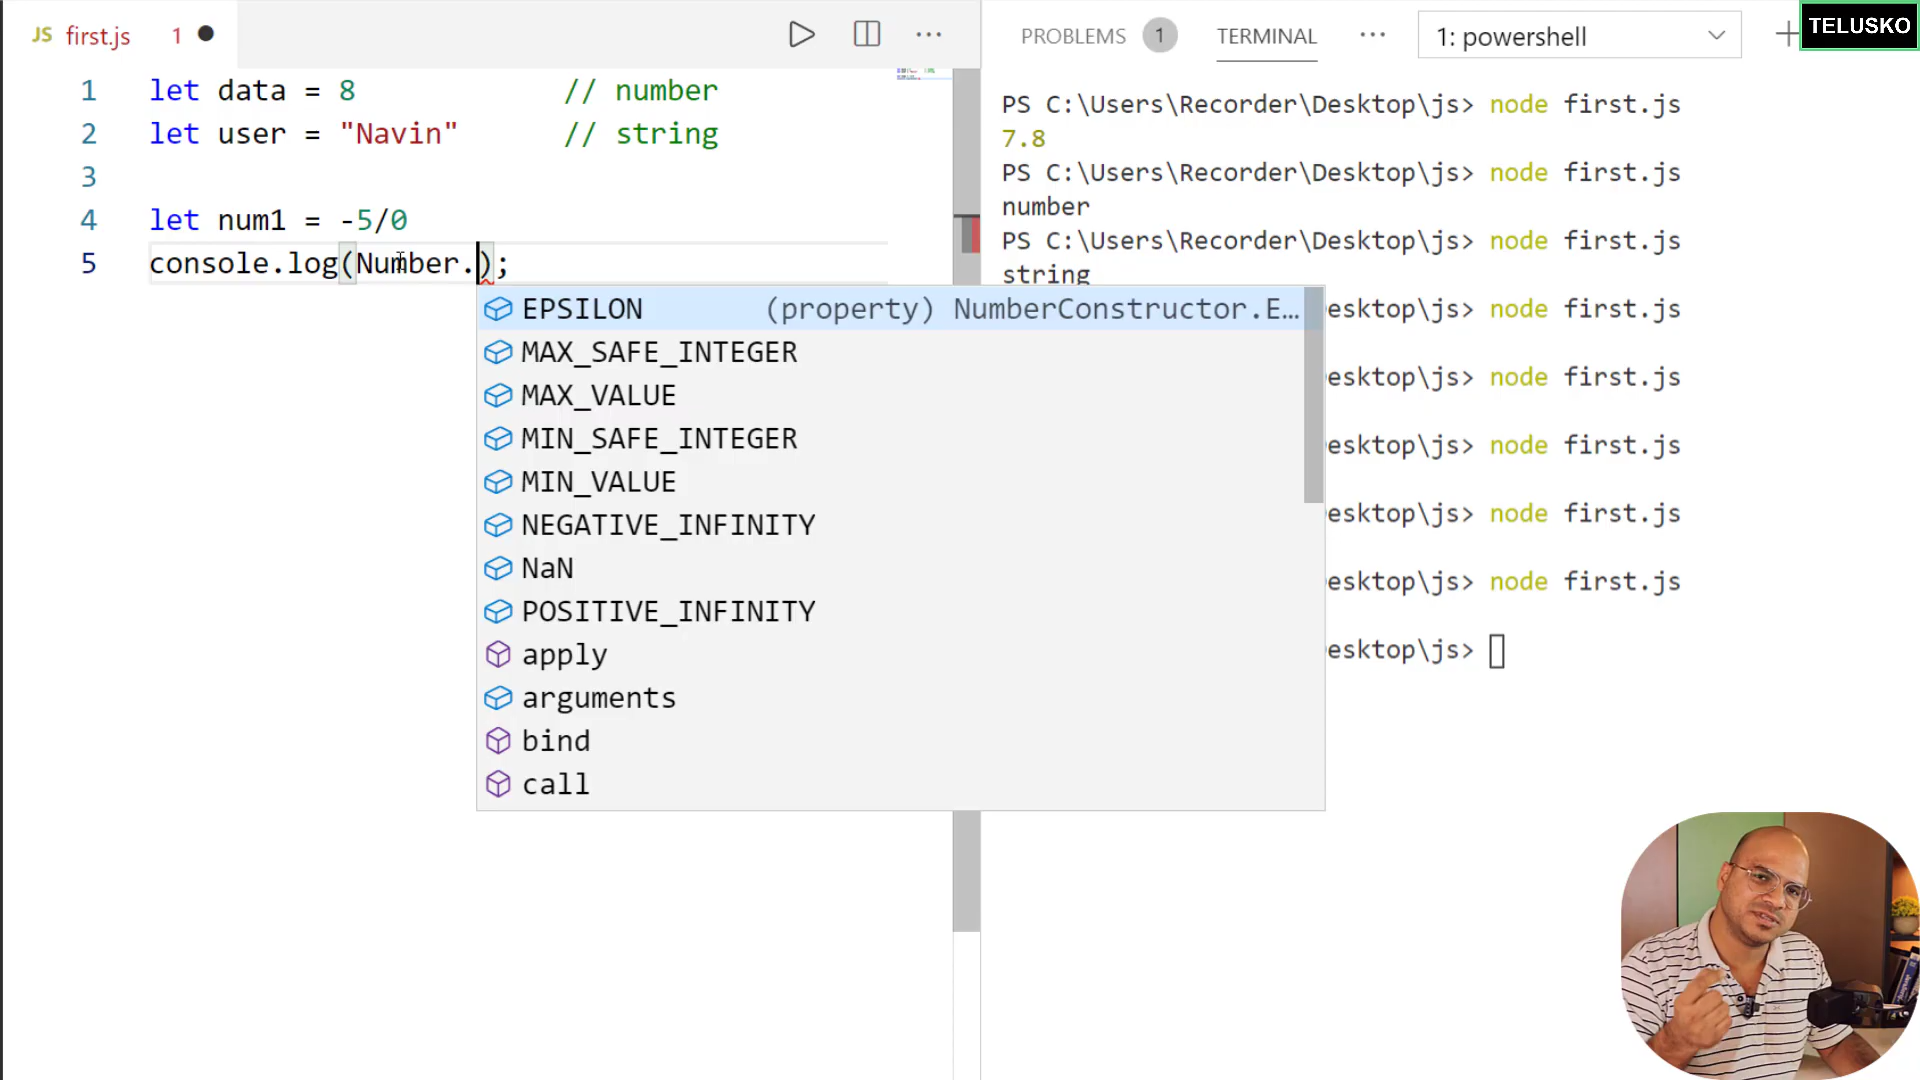 JS first.js 1
PROBLEMS 1 TERMINAL ... 1: powershell +
TELUSKO
1 let data = 8 // number
2 let user = "Navin" // string
3
4 let num1 = -5/0
5 console.log(Number.);
EPSILON (property) NumberConstructor.E…
MAX_SAFE_INTEGER
MAX_VALUE
MIN_SAFE_INTEGER
MIN_VALUE
NEGATIVE_INFINITY
NaN
POSITIVE_INFINITY
apply
arguments
bind
call
PS C:\Users\Recorder\Desktop\js> node first.js
7.8
PS C:\Users\Recorder\Desktop\js> node first.js
number
PS C:\Users\Recorder\Desktop\js> node first.js
string
esktop\js> node first.js
esktop\js> node first.js
esktop\js> node first.js
esktop\js> node first.js
esktop\js> node first.js
esktop\js>